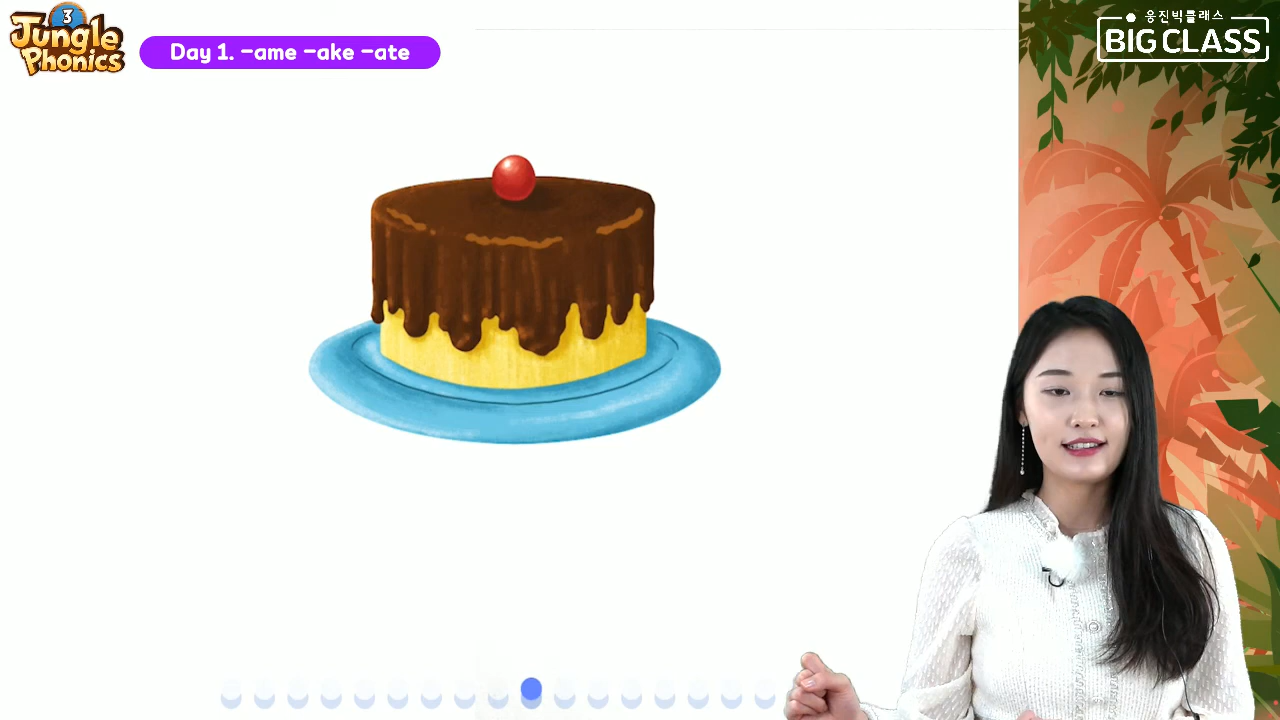 3
Jungle
Phonics
Day 1. -ame -ake -ate
웅진빅클래스
BIG CLASS